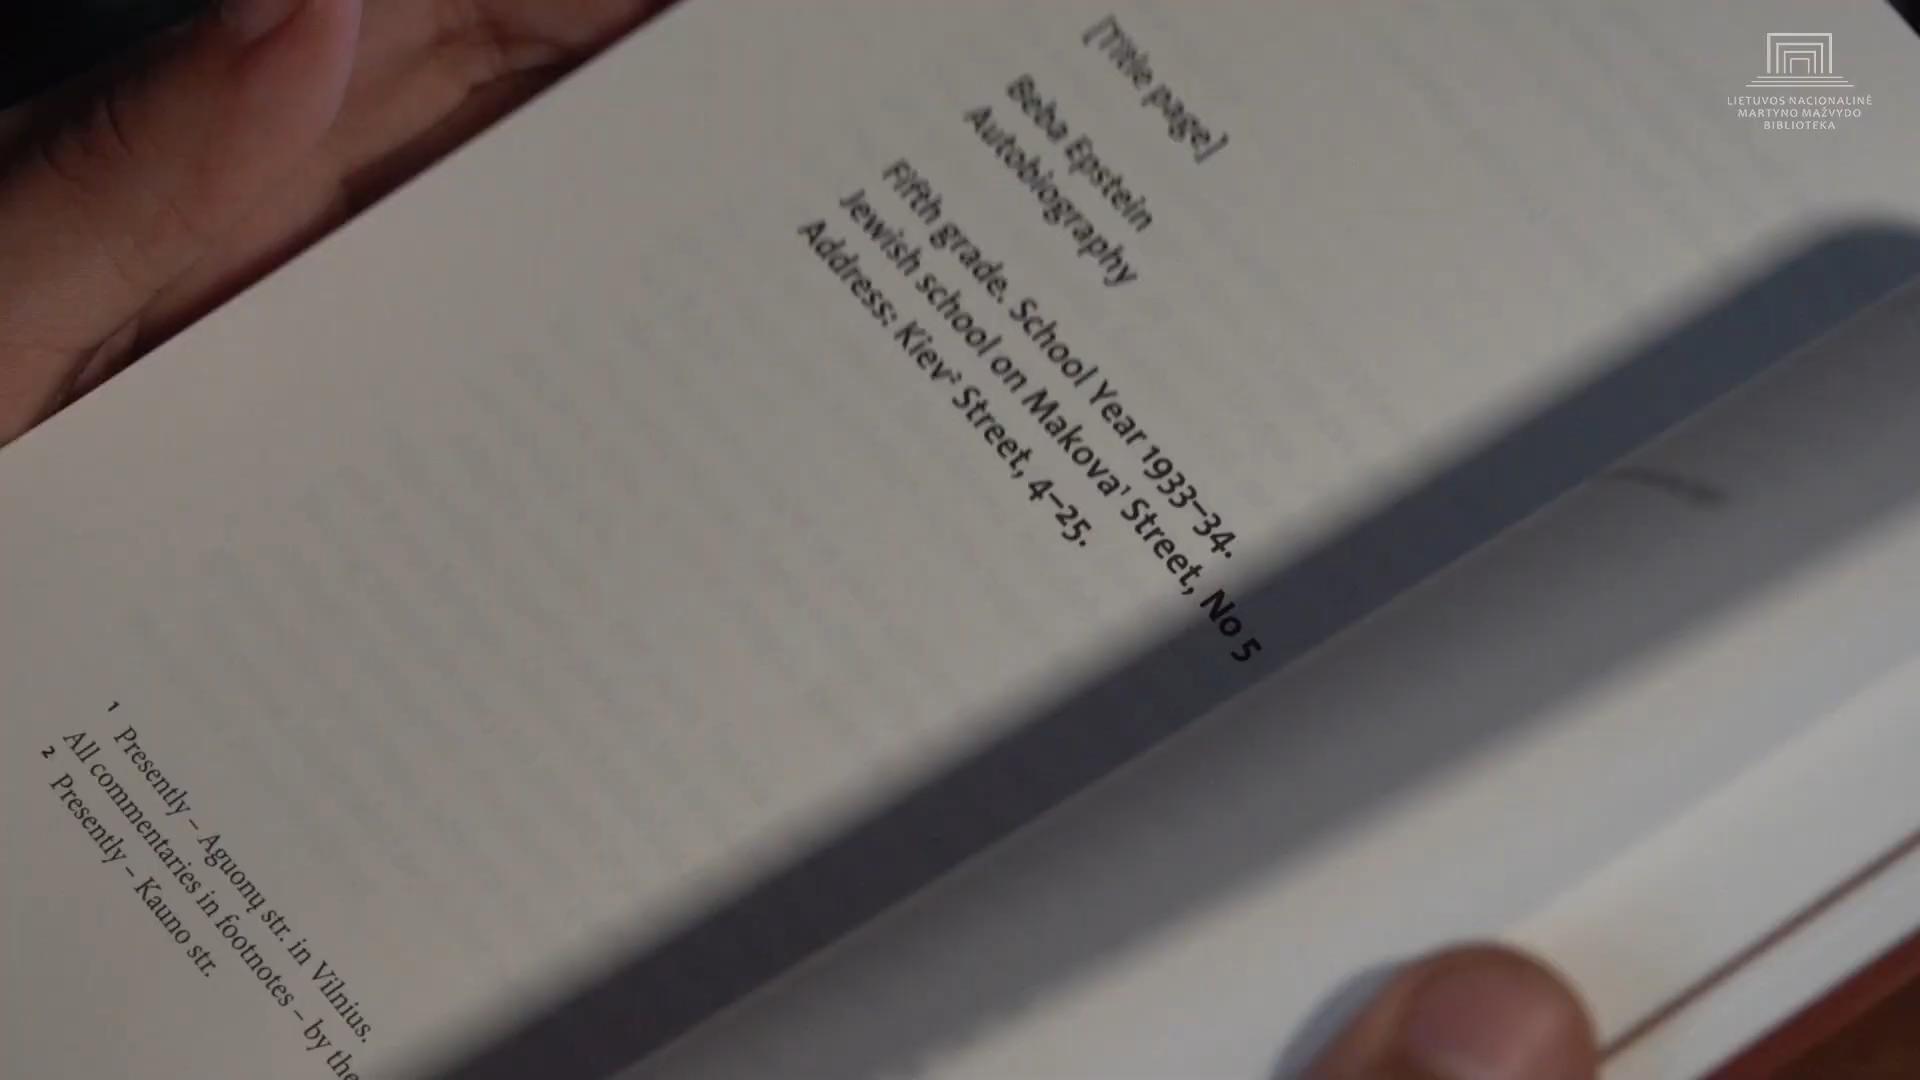 [Title page]
Beba Epstein
Autobiography
Fifth grade. School Year 1933–34.
Jewish school on Makova¹ Street, No 5
Address: Kiev² Street, 4–25.
¹ Presently – Aguonų str. in Vilnius.
All commentaries in footnotes – by the
² Presently – Kauno str.
LIETUVOS NACIONALINĖ
MARTYNO MAŽVYDO
BIBLIOTEKA